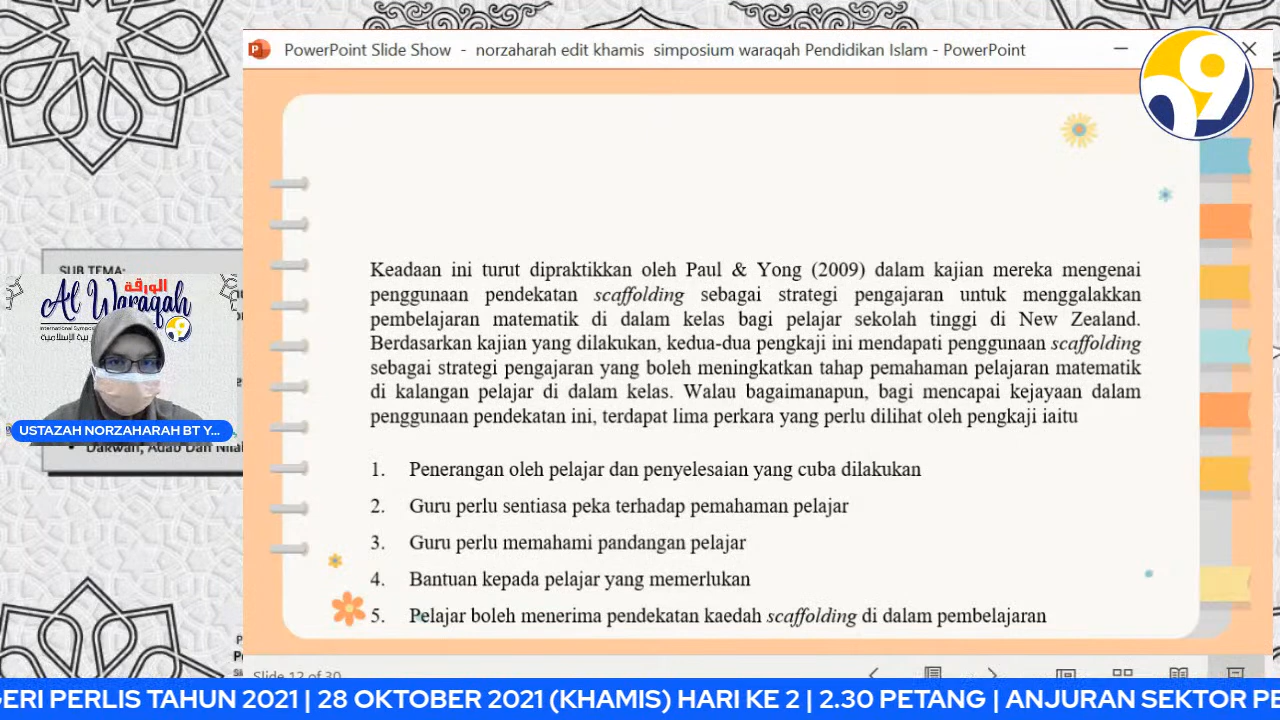 PowerPoint Slide Show - norzaharah edit khamis simposium waraqah Pendidikan Islam - PowerPoint
Keadaan ini turut dipraktikkan oleh Paul & Yong (2009) dalam kajian mereka mengenai
penggunaan pendekatan scaffolding sebagai strategi pengajaran untuk menggalakkan
pembelajaran matematik di dalam kelas bagi pelajar sekolah tinggi di New Zealand.
Berdasarkan kajian yang dilakukan, kedua-dua pengkaji ini mendapati penggunaan scaffolding
sebagai strategi pengajaran yang boleh meningkatkan tahap pemahaman pelajaran matematik
di kalangan pelajar di dalam kelas. Walau bagaimanapun, bagi mencapai kejayaan dalam
penggunaan pendekatan ini, terdapat lima perkara yang perlu dilihat oleh pengkaji iaitu
1. Penerangan oleh pelajar dan penyelesaian yang cuba dilakukan
2. Guru perlu sentiasa peka terhadap pemahaman pelajar
3. Guru perlu memahami pandangan pelajar
4. Bantuan kepada pelajar yang memerlukan
5. Pelajar boleh menerima pendekatan kaedah scaffolding di dalam pembelajaran
Slide 12 of 30
SUB TEMA:
الورقة
Al Waraqah
USTAZAH NORZAHARAH BT Y...
• Dakwah, Adab Dan Nilai
GERI PERLIS TAHUN 2021 | 28 OKTOBER 2021 (KHAMIS) HARI KE 2 | 2.30 PETANG | ANJURAN SEKTOR PE